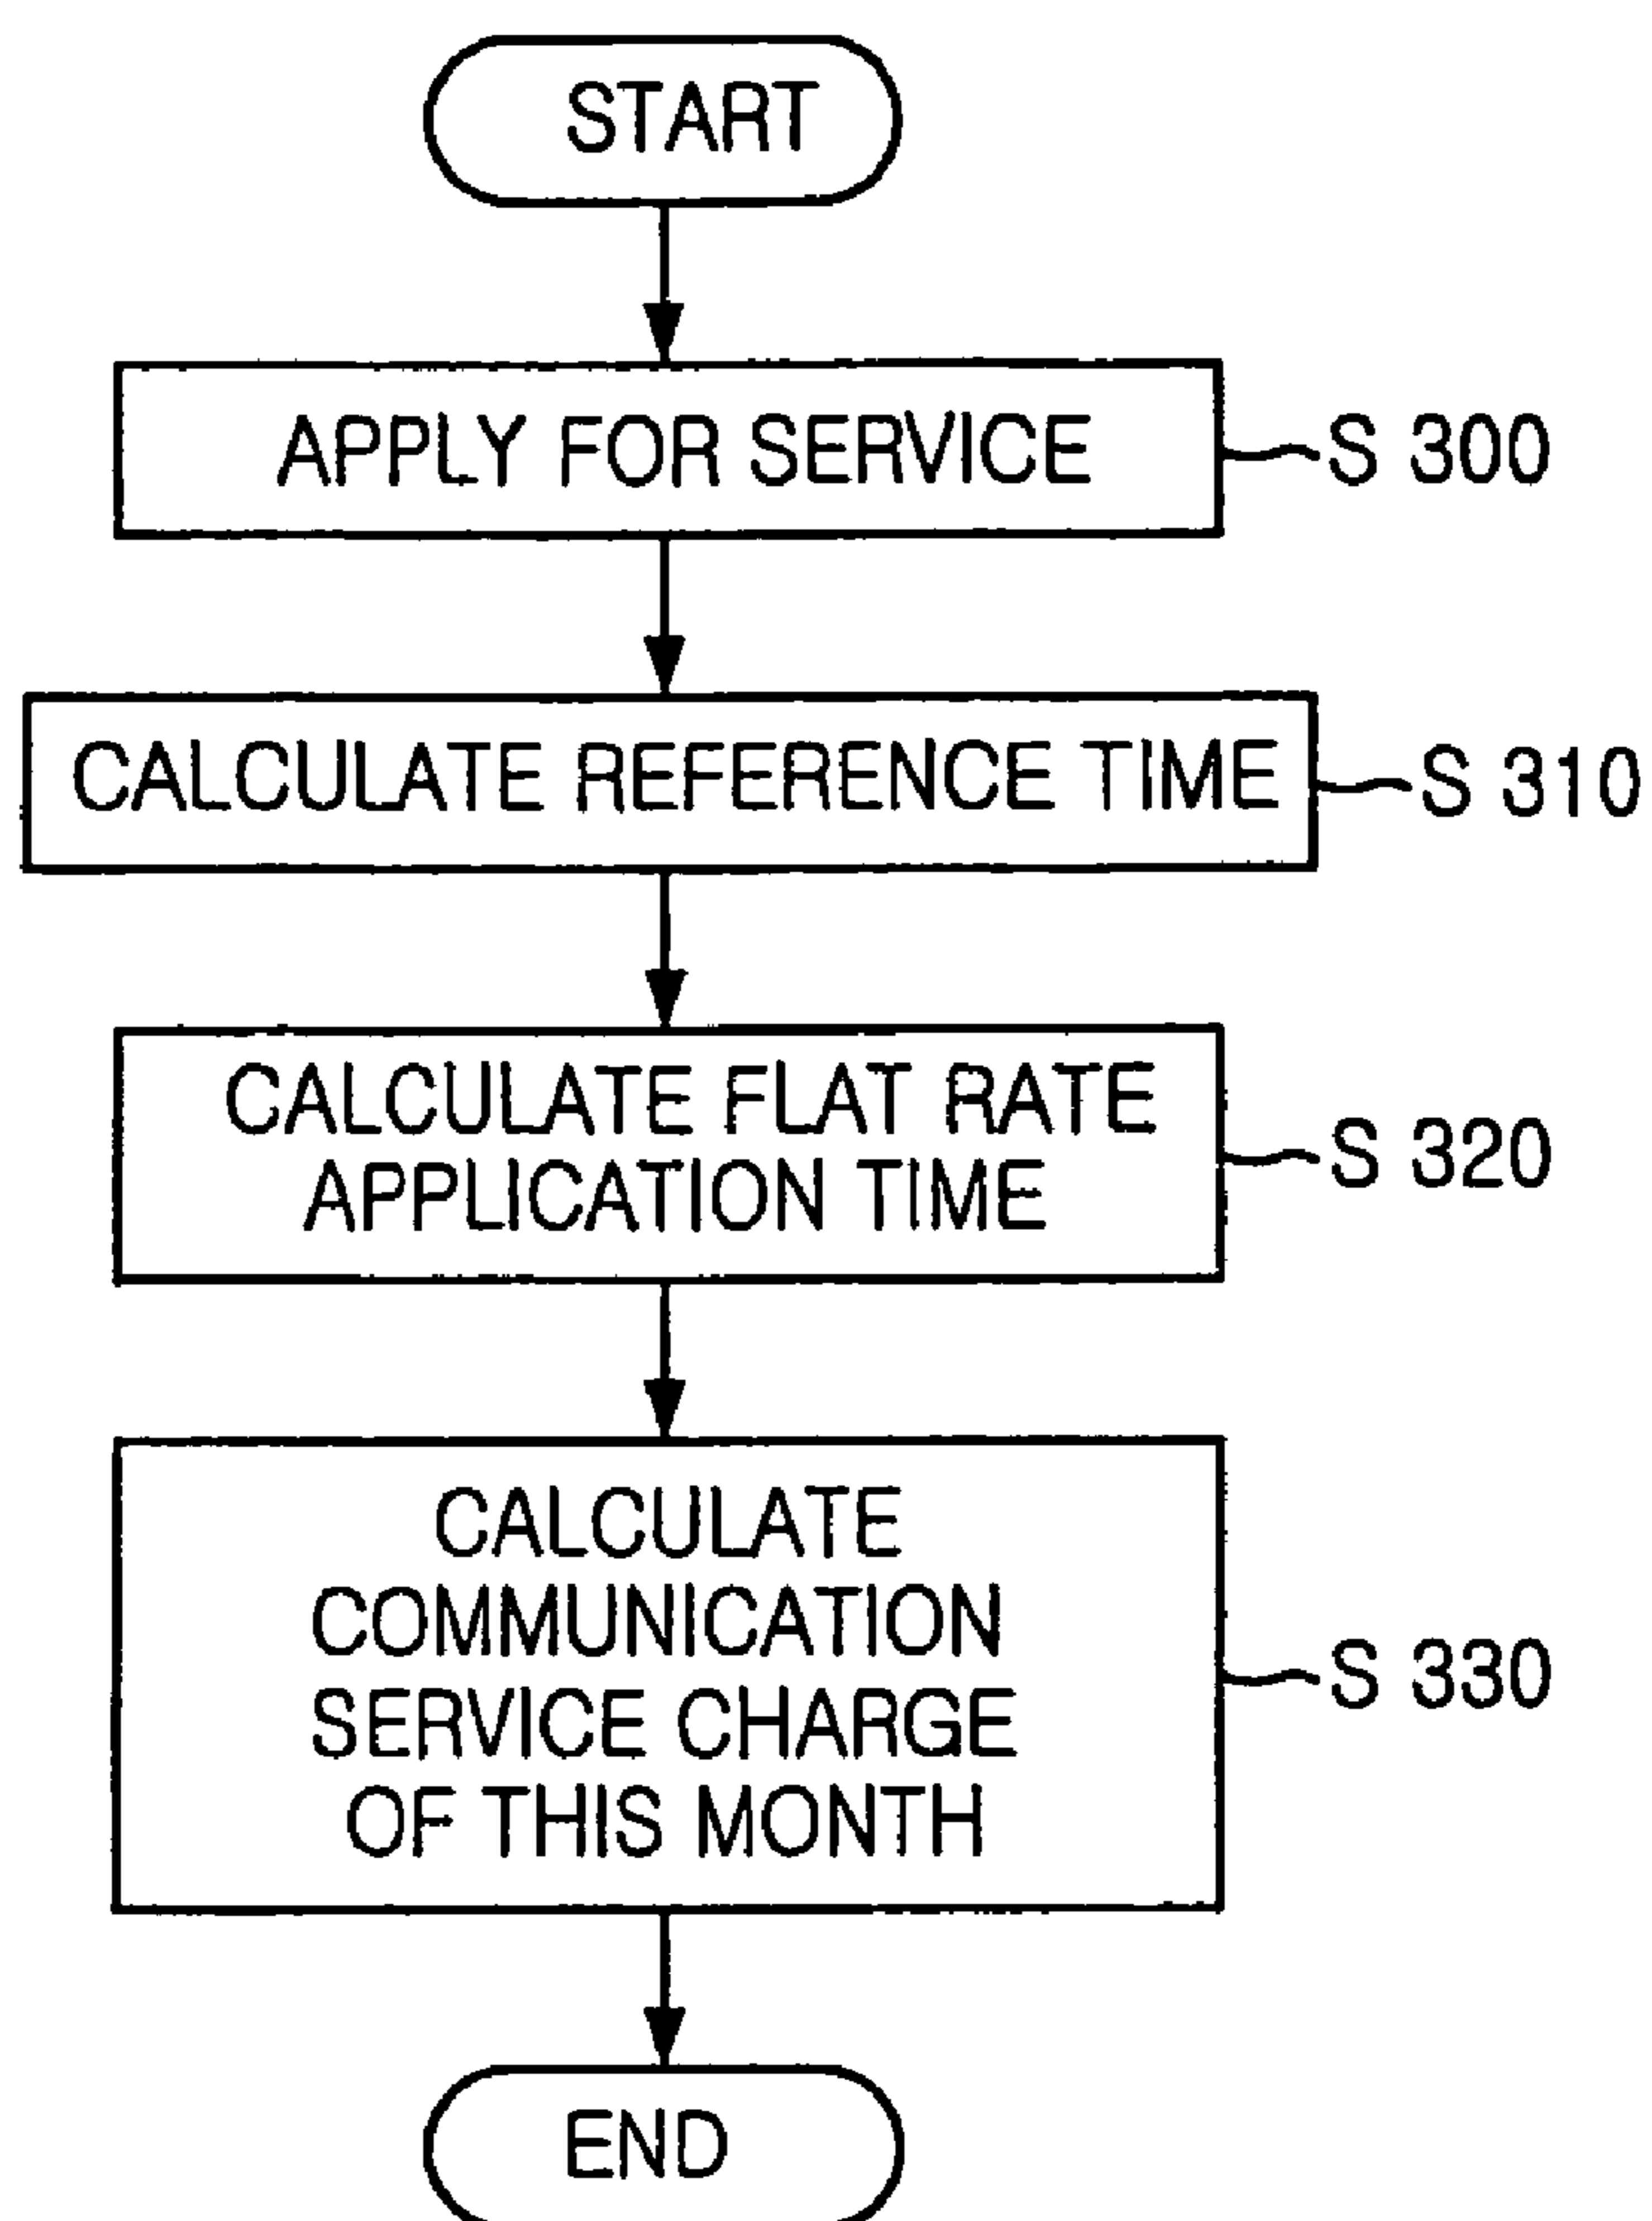 START
APPLY FOR SERVICE
S 300
CALCULATE REFERENCE TIME
S 310
CALCULATE FLAT RATE
APPLICATION TIME
S 320
CALCULATE
COMMUNICATION
SERVICE CHARGE
OF THIS MONTH
S 330
END